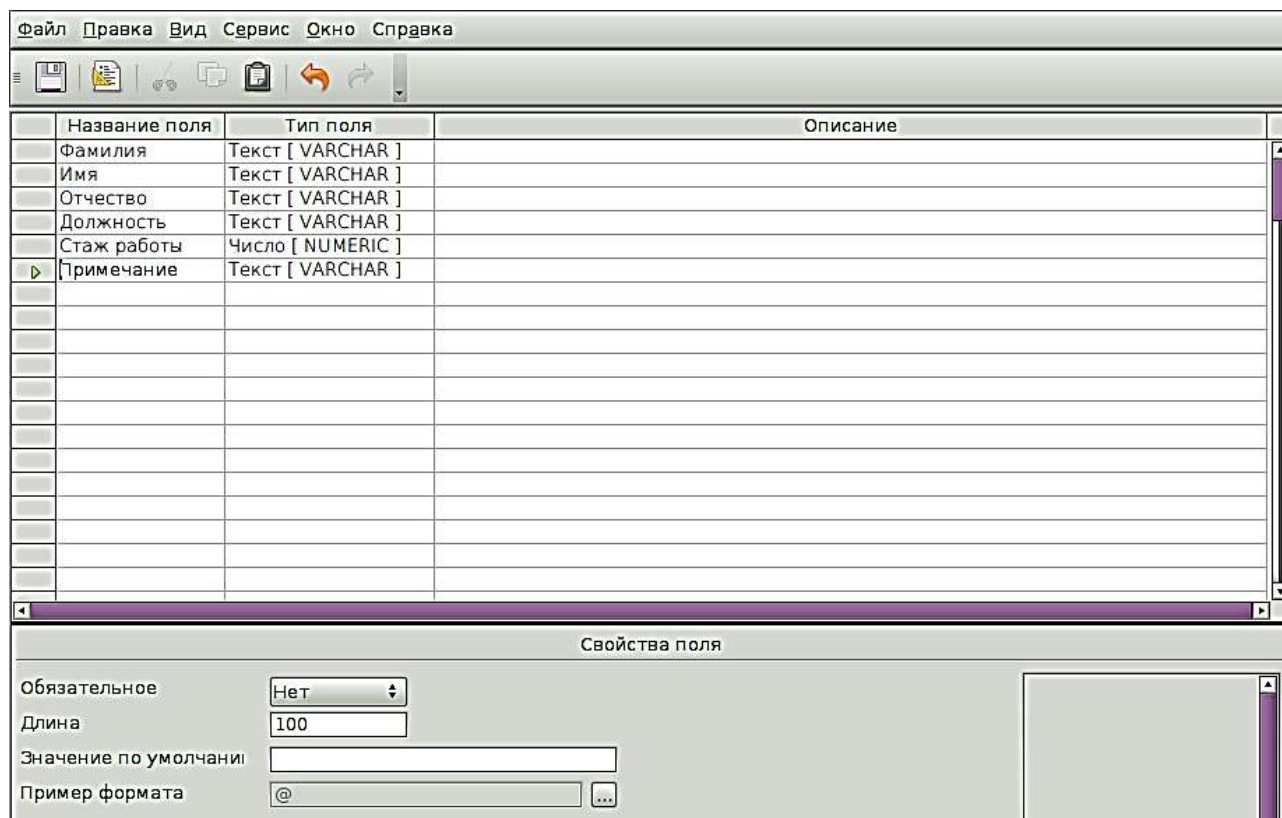 Файл Правка Вид Сервис Окно Справка
Название поля Тип поля Описание
Фамилия Текст [ VARCHAR ]
Имя Текст [ VARCHAR ]
Отчество Текст [ VARCHAR ]
Должность Текст [ VARCHAR ]
Стаж работы Число [ NUMERIC ]
Примечание Текст [ VARCHAR ]
Свойства поля
Обязательное Нет
Длина 100
Значение по умолчани
Пример формата @ ...